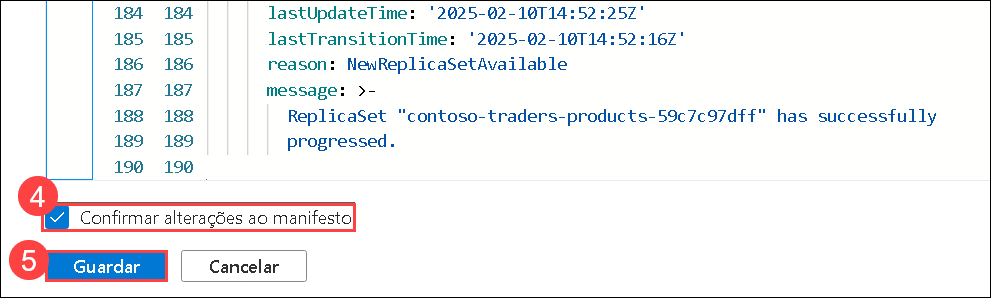 184 184 lastUpdateTime: '2025-02-10T14:52:25Z'
185 185 lastTransitionTime: '2025-02-10T14:52:16Z'
186 186 reason: NewReplicaSetAvailable
187 187 message: >-
188 188 ReplicaSet "contoso-traders-products-59c7c97dff" has successfully
189 189 progressed.
190 190
4 Confirmar alterações ao manifesto
5 Guardar Cancelar